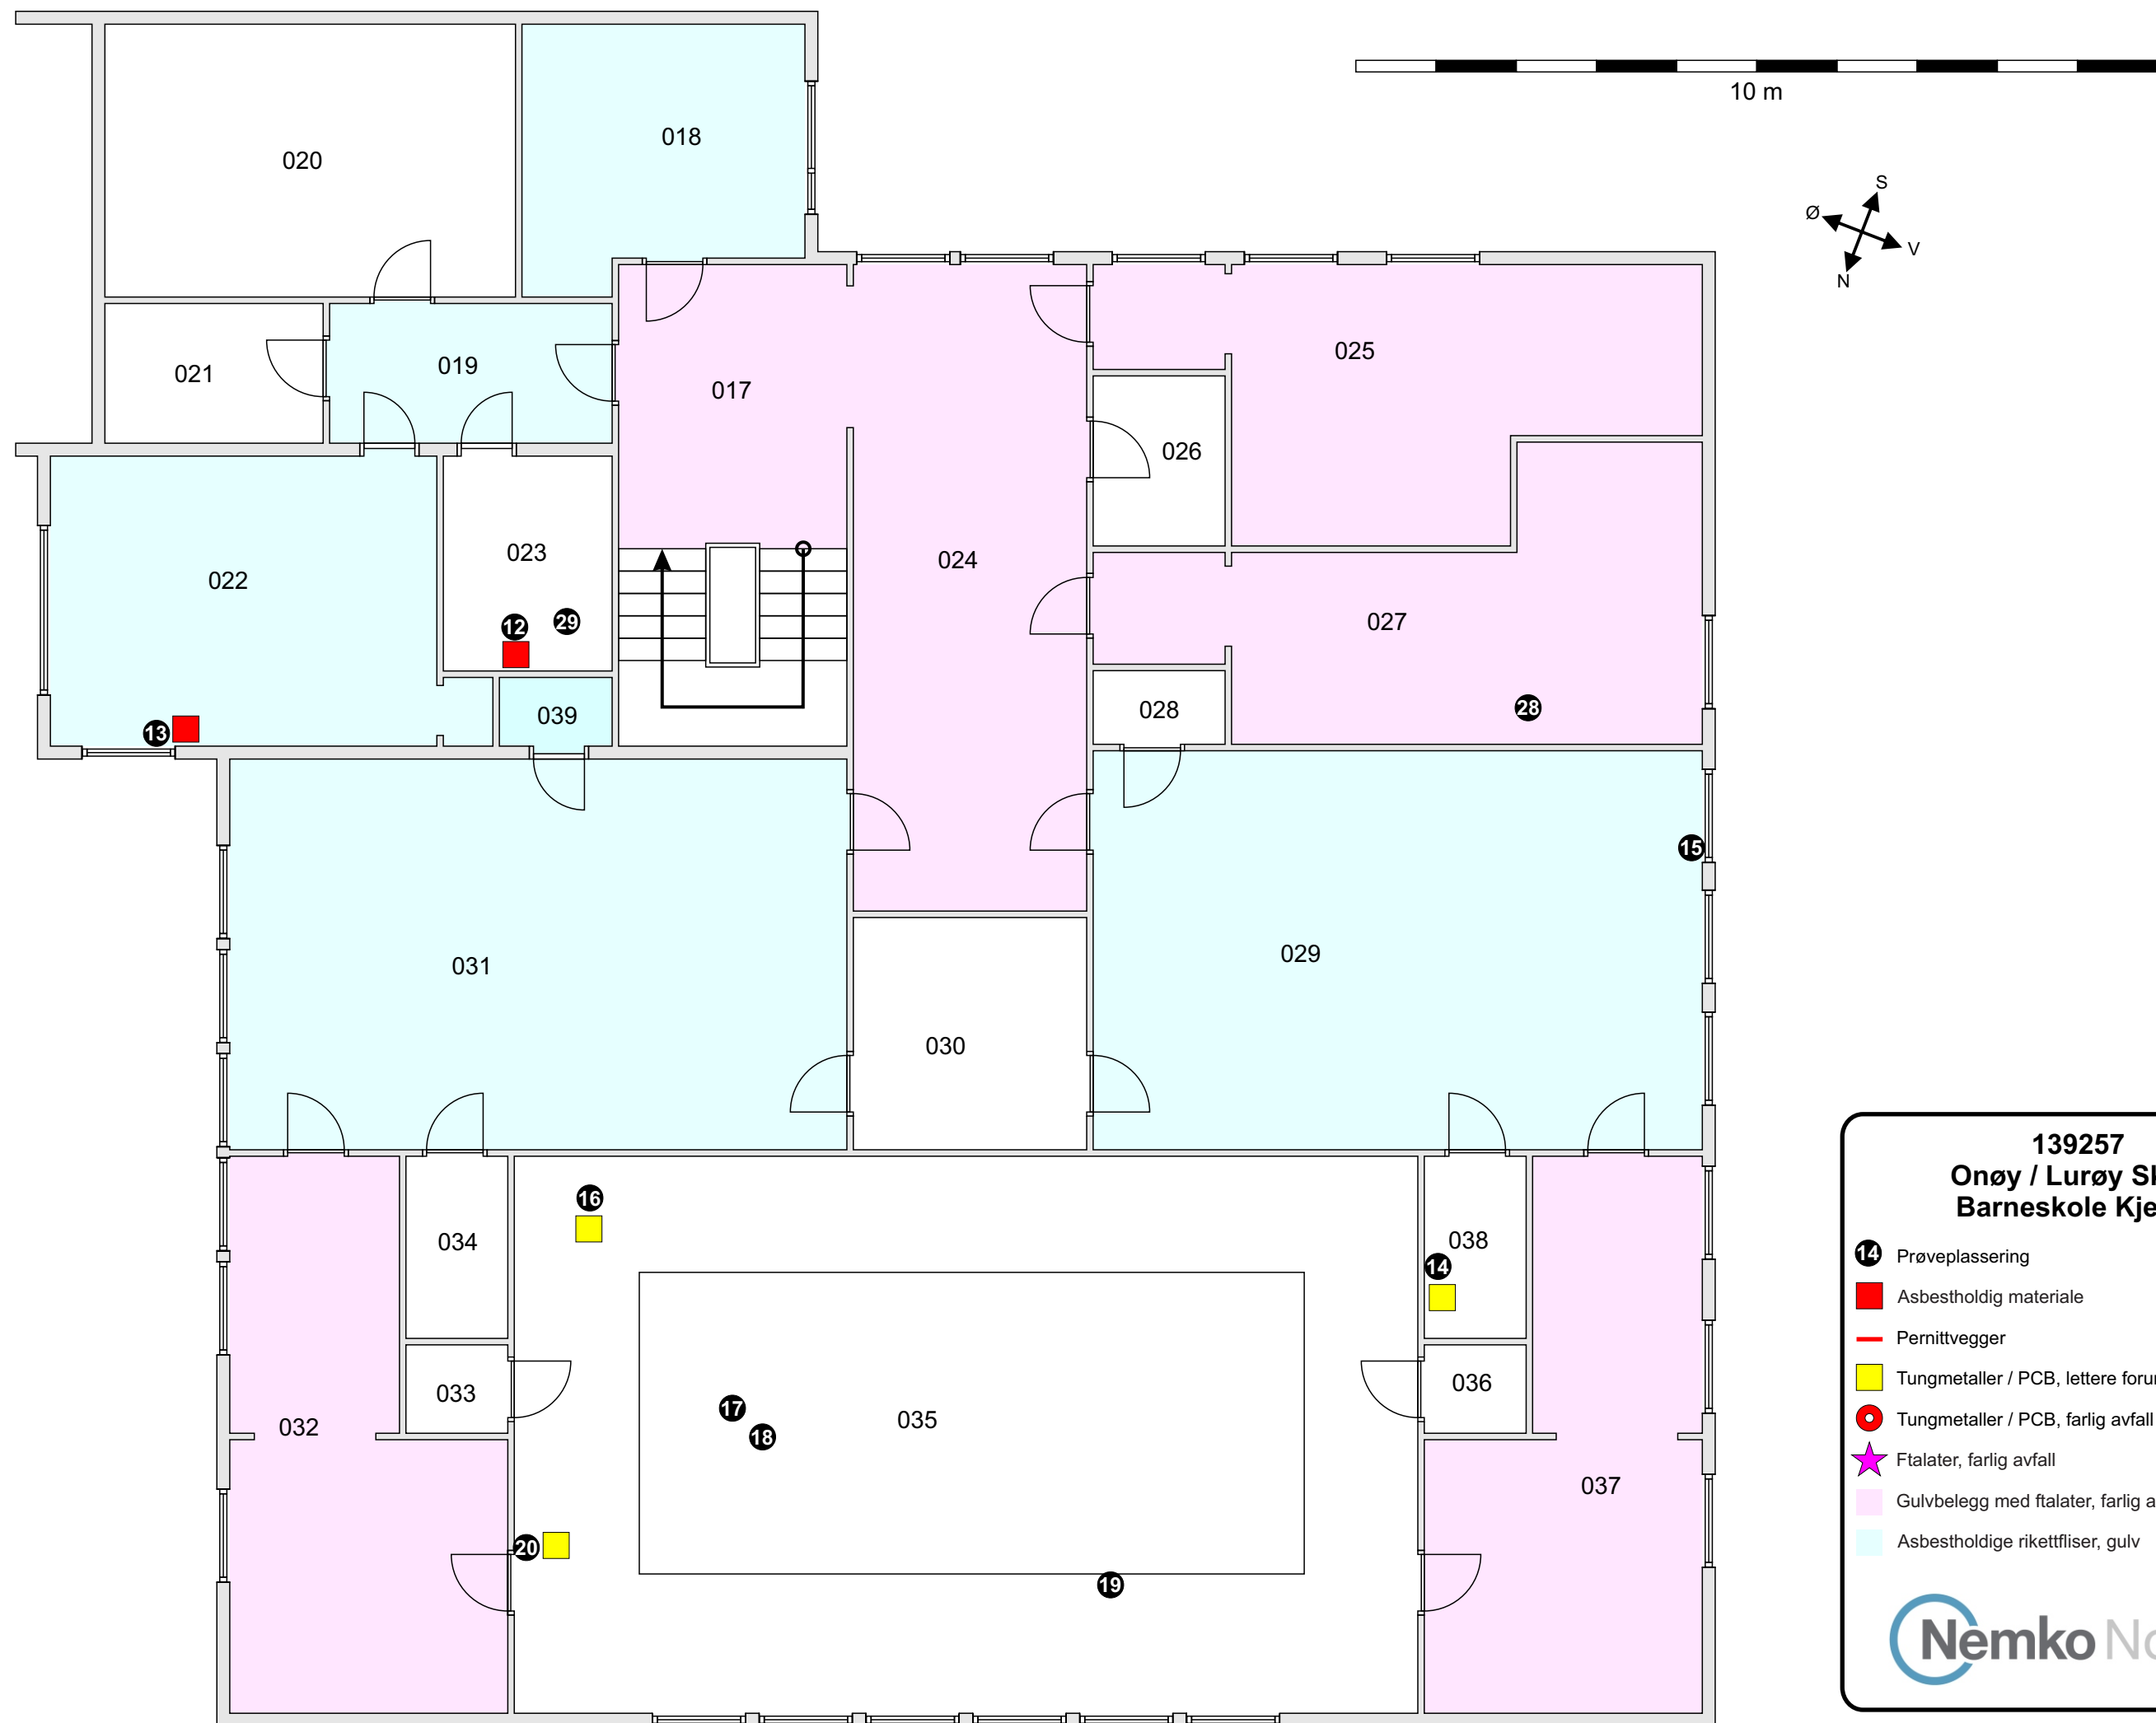 10 m
S
Ø
V
N
018
020
021
019
017
025
026
024
023
022
027
12
29
13
039
028
28
15
031
029
030
16
034
038
14
033
036
17
18
035
032
037
20
19
139257
Onøy / Lurøy
Barneskole
14 Prøveplassering
Asbestholdig materiale
Pernittvegger
Tungmetaller / PCB, lettere
Tungmetaller / PCB, farlig avfall
Ftalater, farlig avfall
Gulvbelegg med ftalater, farlig
Asbestholdige rikettfliser, gulv
Nemko